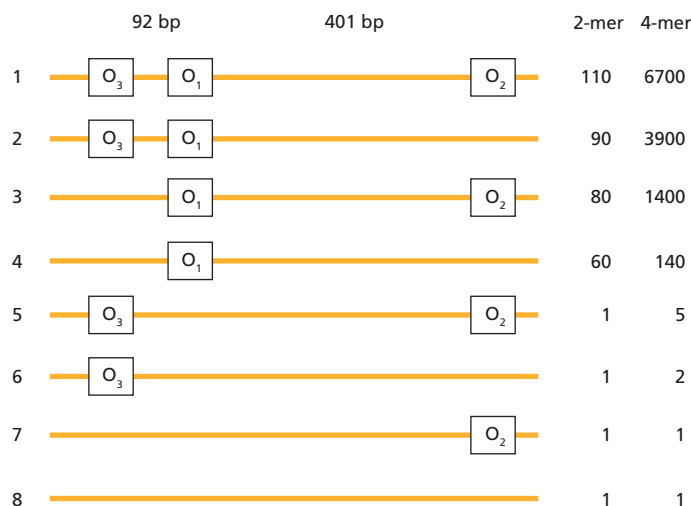 92 bp 401 bp 2-mer 4-mer
1 O₃ O₁ O₂ 110 6700
2 O₃ O₁ 90 3900
3 O₁ O₂ 80 1400
4 O₁ 60 140
5 O₃ O₂ 1 5
6 O₃ 1 2
7 O₂ 1 1
8 1 1